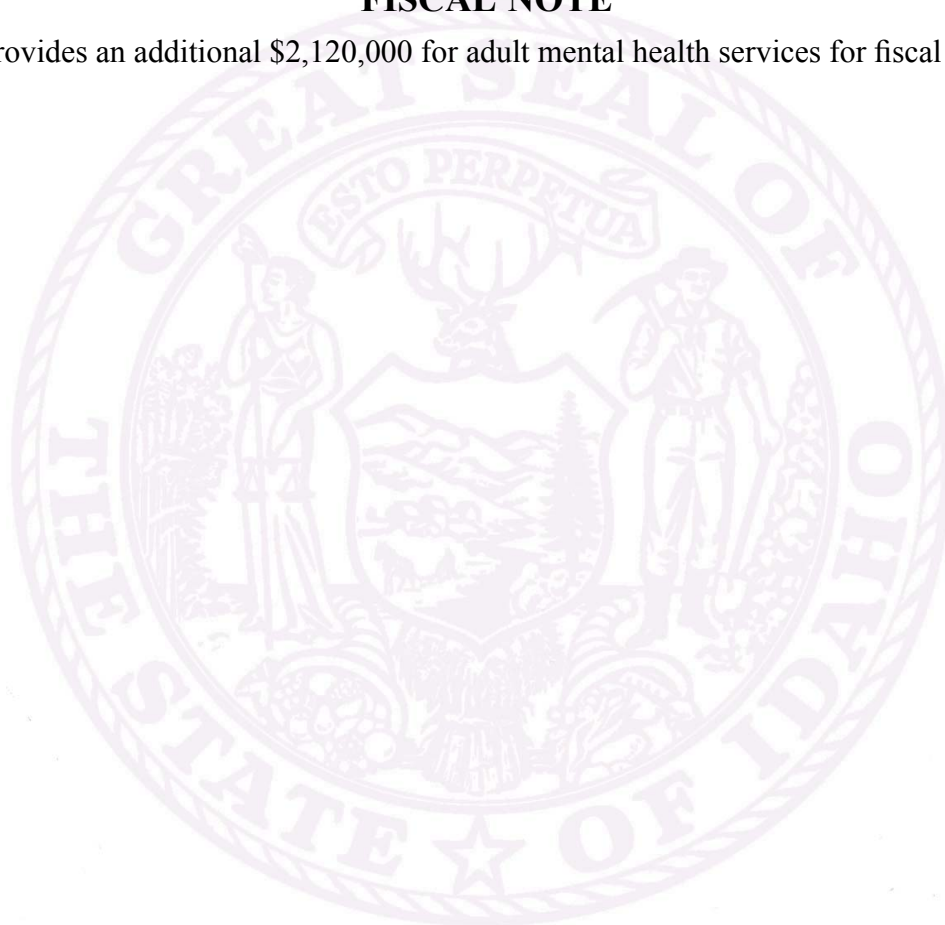 FISCAL NOTE
rovides an additional $2,120,000 for adult mental health services for fiscal
GREAT SEAL OF
ESTO PERPETUA
THE STATE OF IDAHO